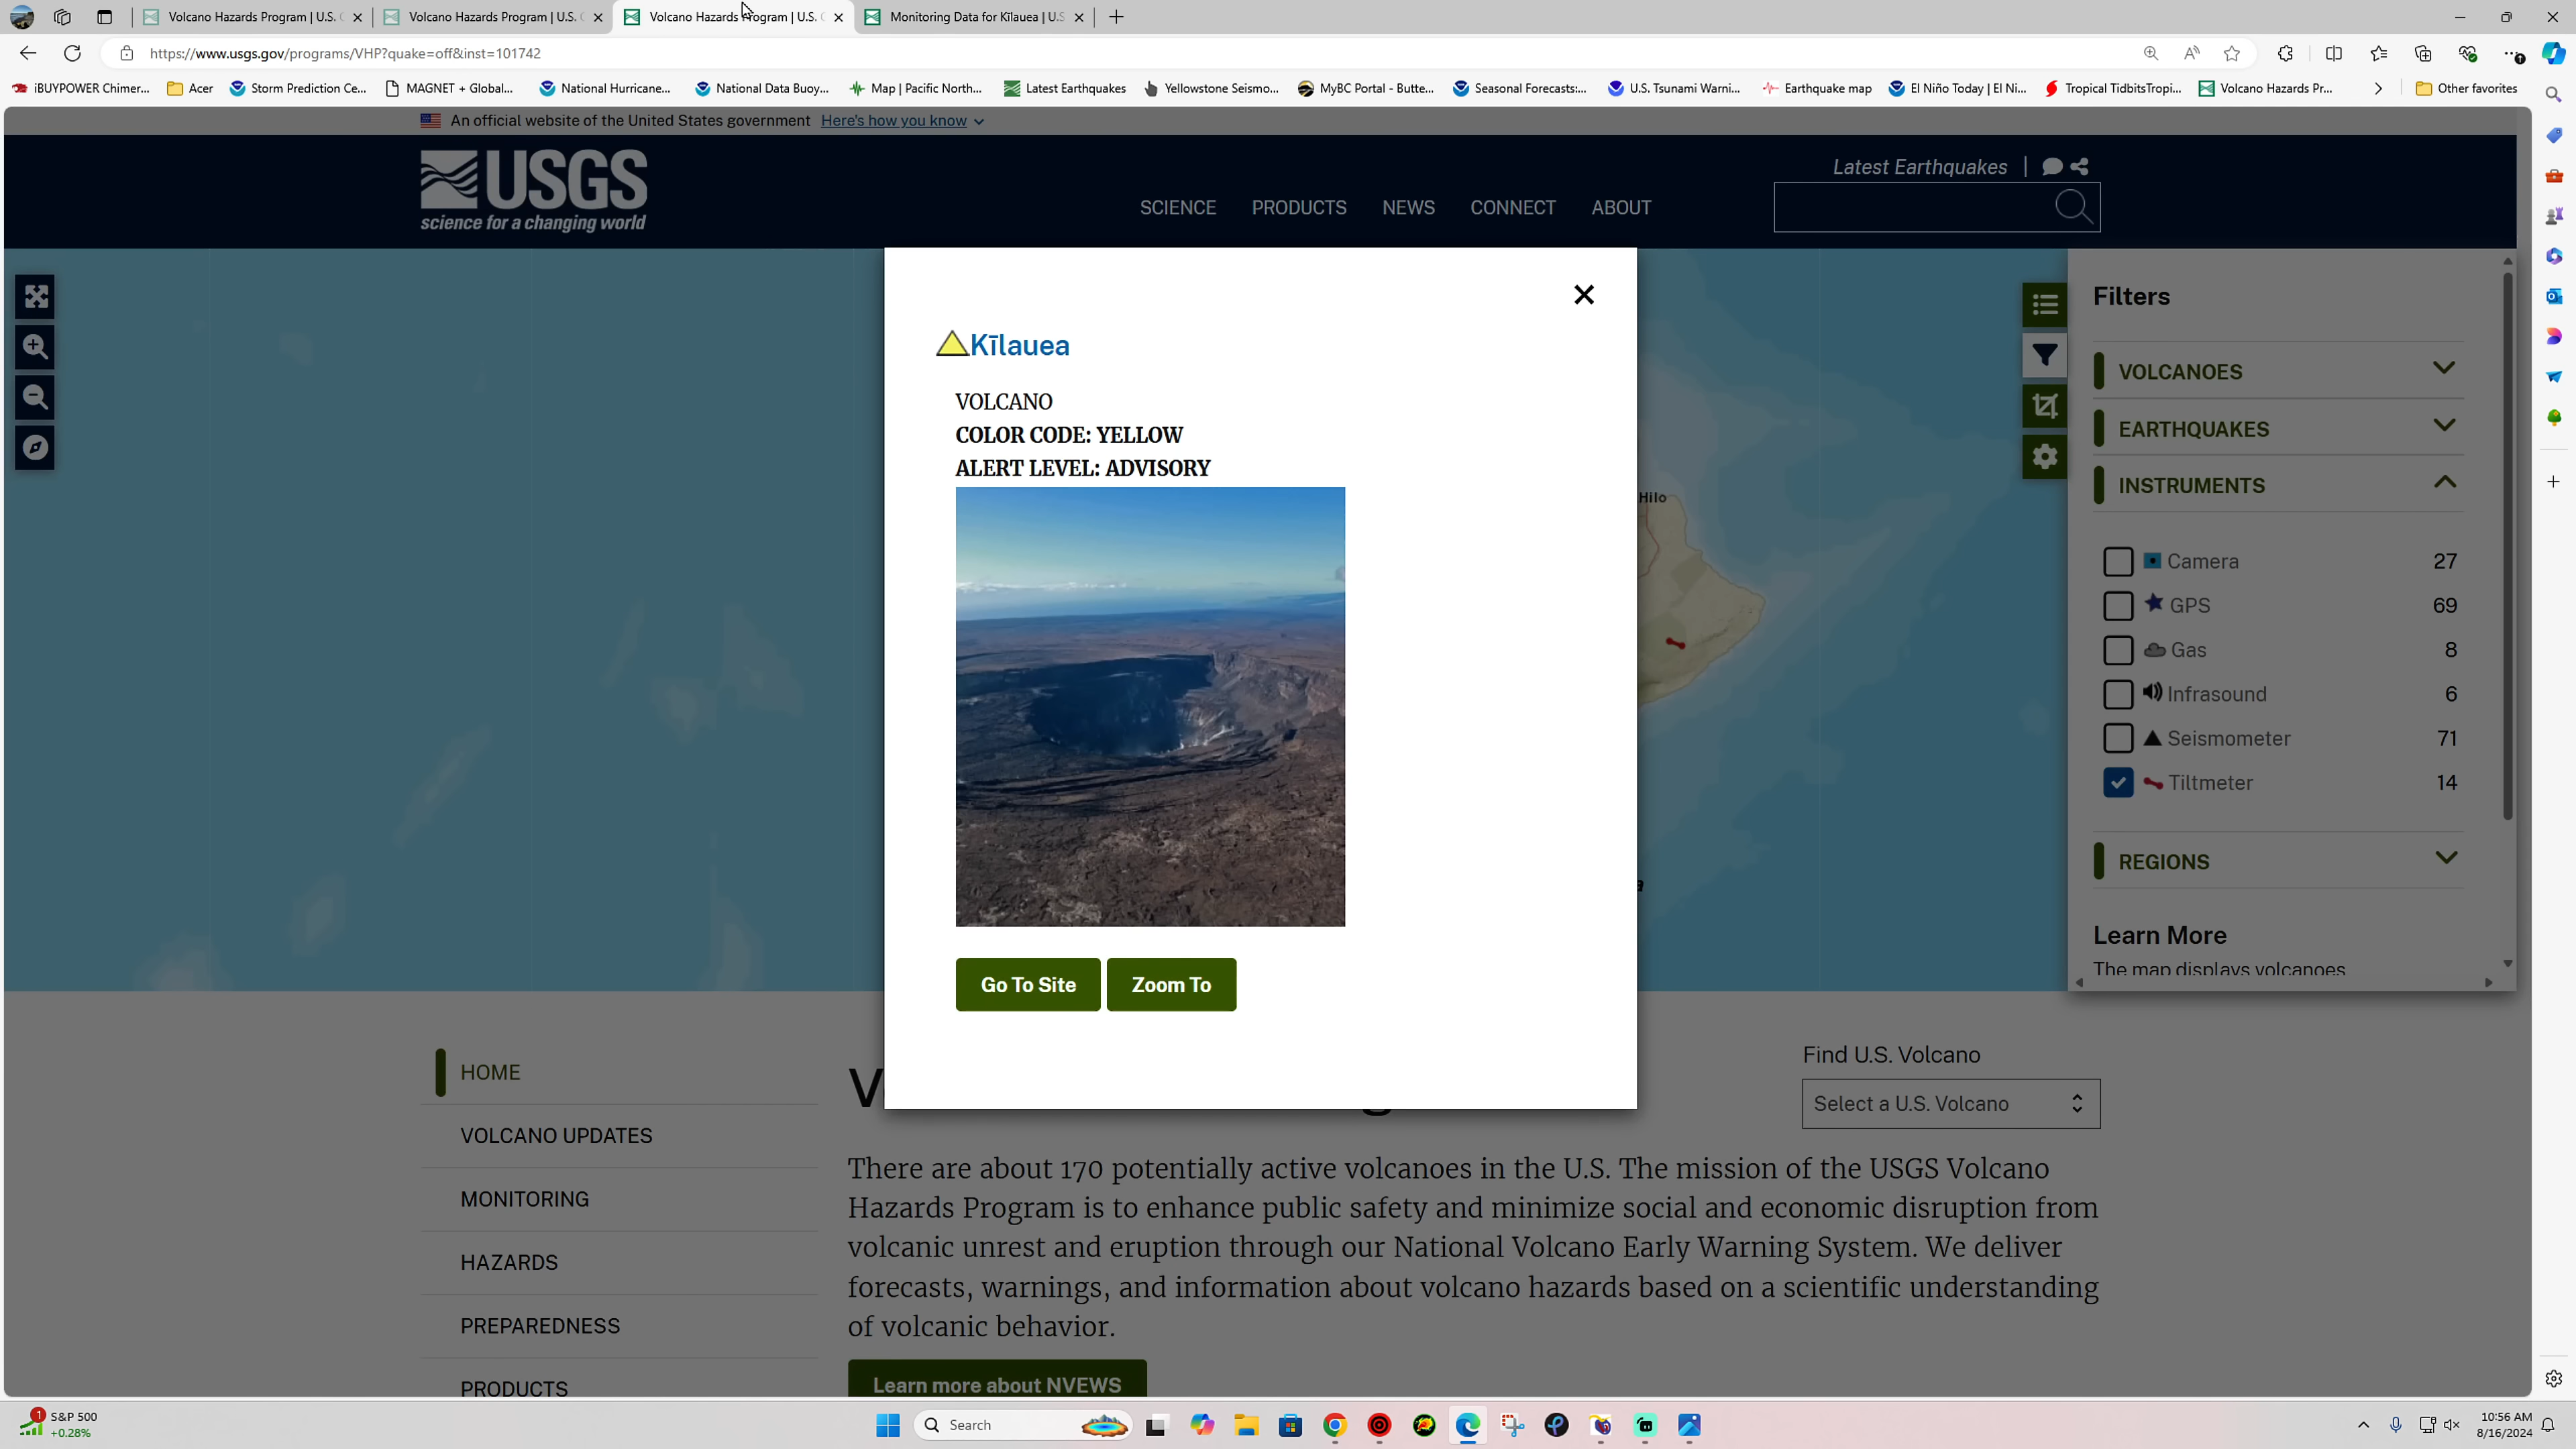 Volcano Hazards Program | U.S.
Volcano Hazards Program | U.S.
Volcano Hazards Program | U.S.
Monitoring Data for Kīlauea | U.S
https://www.usgs.gov/programs/VHP?quake=off&inst=101742
iBUYPOWER Chimer...
Acer
Storm Prediction Ce...
MAGNET + Global...
National Hurricane...
National Data Buoy...
Map | Pacific North...
Latest Earthquakes
Yellowstone Seismo...
MyBC Portal - Butte...
Seasonal Forecasts:...
U.S. Tsunami Warni...
Earthquake map
El Niño Today | El Ni...
Tropical TidbitsTropi...
Volcano Hazards Pr...
Other favorites
An official website of the United States government Here's how you know
USGS
science for a changing world
Latest Earthquakes
SCIENCE
PRODUCTS
NEWS
CONNECT
ABOUT
Kīlauea
VOLCANO
COLOR CODE: YELLOW
ALERT LEVEL: ADVISORY
Go To Site
Zoom To
Hilo
Filters
VOLCANOES
EARTHQUAKES
INSTRUMENTS
Camera 27
GPS 69
Gas 8
Infrasound 6
Seismometer 71
Tiltmeter 14
REGIONS
Learn More
The map displays volcanoes
HOME
VOLCANO UPDATES
MONITORING
HAZARDS
PREPAREDNESS
PRODUCTS
Find U.S. Volcano
Select a U.S. Volcano
There are about 170 potentially active volcanoes in the U.S. The mission of the USGS Volcano
Hazards Program is to enhance public safety and minimize social and economic disruption from
volcanic unrest and eruption through our National Volcano Early Warning System. We deliver
forecasts, warnings, and information about volcano hazards based on a scientific understanding
of volcanic behavior.
Learn more about NVEWS
1
S&P 500
+0.28%
Search
10:56 AM
8/16/2024